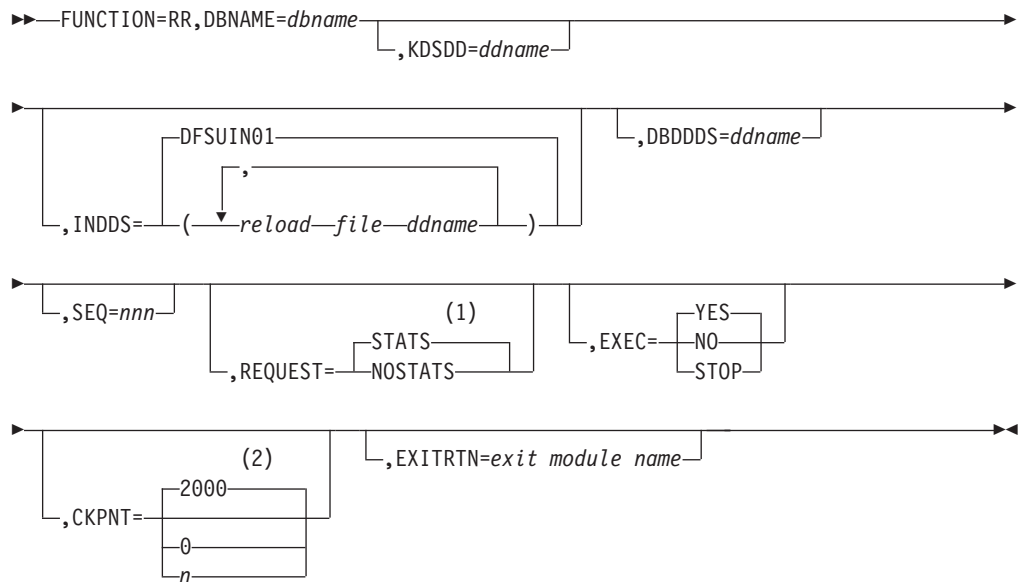 FUNCTION=RR,DBNAME=dbname
,KDSDD=ddname
DFSUIN01
,DBDDDS=ddname
,
,INDDS= ( reload file ddname )
,SEQ=nnn
(1)
STATS
YES
,REQUEST= NOSTATS
,EXEC= NO
STOP
(2)
,EXITRTN=exit module name
2000
,CKPNT=
0
n